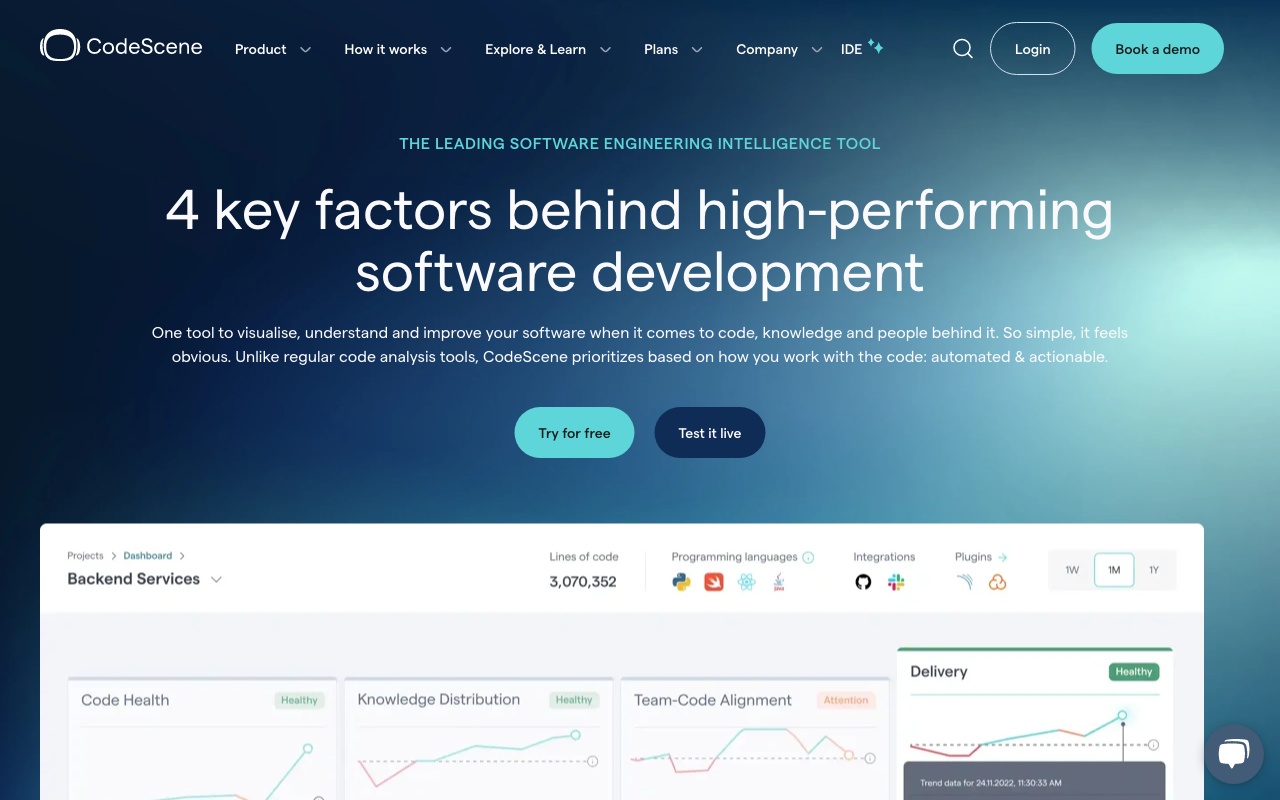 CodeScene
Product
How it works
Explore & Learn
Plans
Company
IDE
Login
Book a demo
THE LEADING SOFTWARE ENGINEERING INTELLIGENCE TOOL
4 key factors behind high-performing
software development
One tool to visualise, understand and improve your software when it comes to code, knowledge and people behind it. So simple, it feels
obvious. Unlike regular code analysis tools, CodeScene prioritizes based on how you work with the code: automated & actionable.
Try for free
Test it live
Projects > Dashboard >
Backend Services
Lines of code
3,070,352
Programming languages
Integrations
Plugins →
1W
1M
1Y
Code Health
Healthy
Knowledge Distribution
Healthy
Team-Code Alignment
Attention
Delivery
Healthy
Trend data for 24.11.2022, 11:30:33 AM